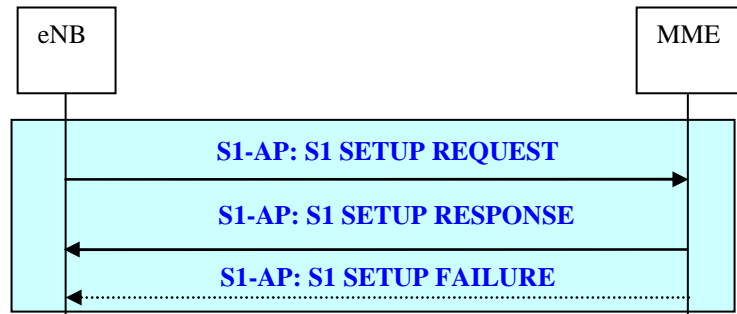 eNB
MME
S1-AP: S1 SETUP REQUEST
S1-AP: S1 SETUP RESPONSE
S1-AP: S1 SETUP FAILURE